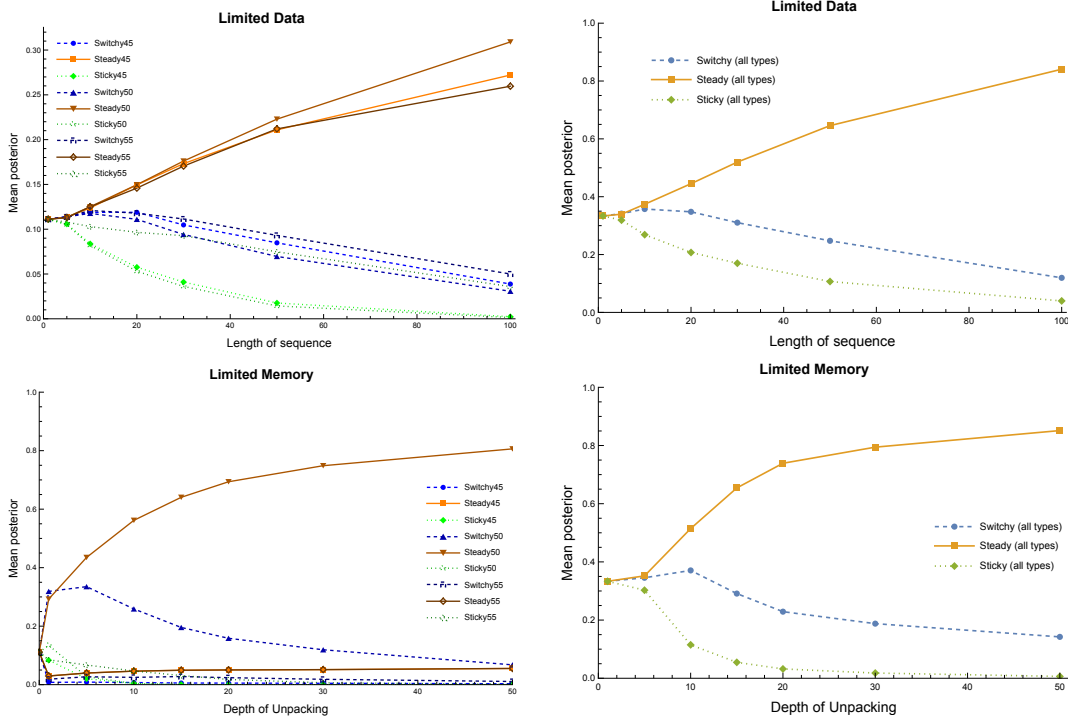 Limited Data
Mean posterior
0.30
0.25
0.20
0.15
0.10
0.05
0.00
Switchy45
Steady45
Sticky45
Switchy50
Steady50
Sticky50
Switchy55
Steady55
Sticky55
0 20 40 60 80 100
Length of sequence
Limited Data
Mean posterior
1.0
0.8
0.6
0.4
0.2
0.0
Switchy (all types)
Steady (all types)
Sticky (all types)
0 20 40 60 80 100
Length of sequence
Limited Memory
Mean posterior
1.0
0.8
0.6
0.4
0.2
0.0
Switchy45
Steady45
Sticky45
Switchy50
Steady50
Sticky50
Switchy55
Steady55
Sticky55
0 10 20 30 40 50
Depth of Unpacking
Limited Memory
Mean posterior
1.0
0.8
0.6
0.4
0.2
0.0
Switchy (all types)
Steady (all types)
Sticky (all types)
0 10 20 30 40 50
Depth of Unpacking